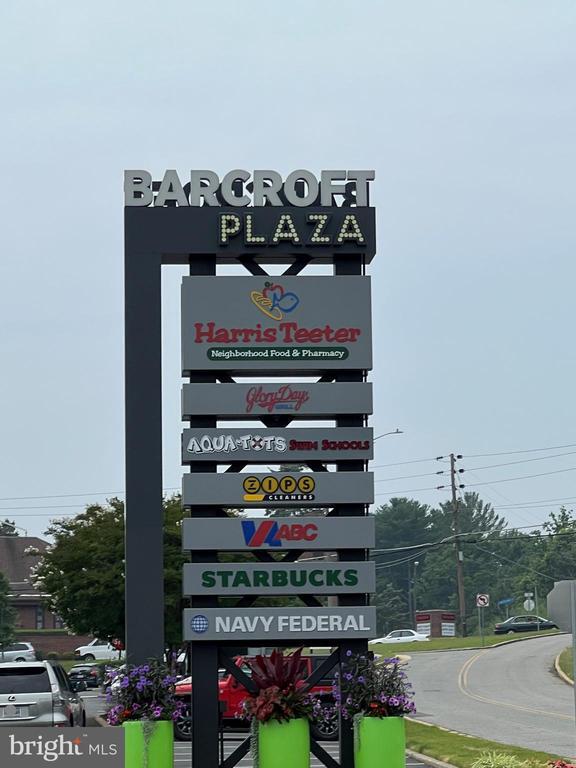 BARCROFT
PLAZA
Harris Teeter
Neighborhood Food & Pharmacy
Glory Days
GRILL
AQUA-TOTS SWIM SCHOOLS
ZIPS
CLEANERS
VA ABC
STARBUCKS
NAVY FEDERAL
bright MLS